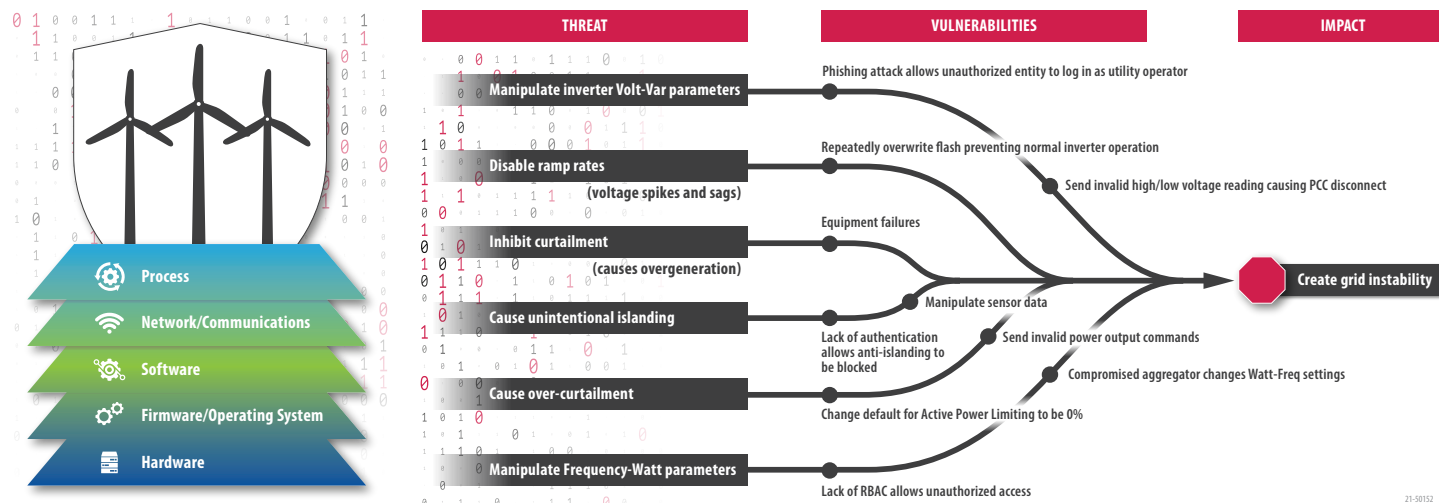 Process
Network/Communications
Software
Firmware/Operating System
Hardware
THREAT
Manipulate inverter Volt-Var parameters
Disable ramp rates
(voltage spikes and sags)
Inhibit curtailment
(causes overgeneration)
Cause unintentional islanding
Cause over-curtailment
Manipulate Frequency-Watt parameters
VULNERABILITIES
Phishing attack allows unauthorized entity to log in as utility operator
Repeatedly overwrite flash preventing normal inverter operation
Send invalid high/low voltage reading causing PCC disconnect
Equipment failures
Manipulate sensor data
Lack of authentication
allows anti-islanding to
be blocked
Send invalid power output commands
Compromised aggregator changes Watt-Freq settings
Change default for Active Power Limiting to be 0%
Lack of RBAC allows unauthorized access
IMPACT
Create grid instability
21-50152